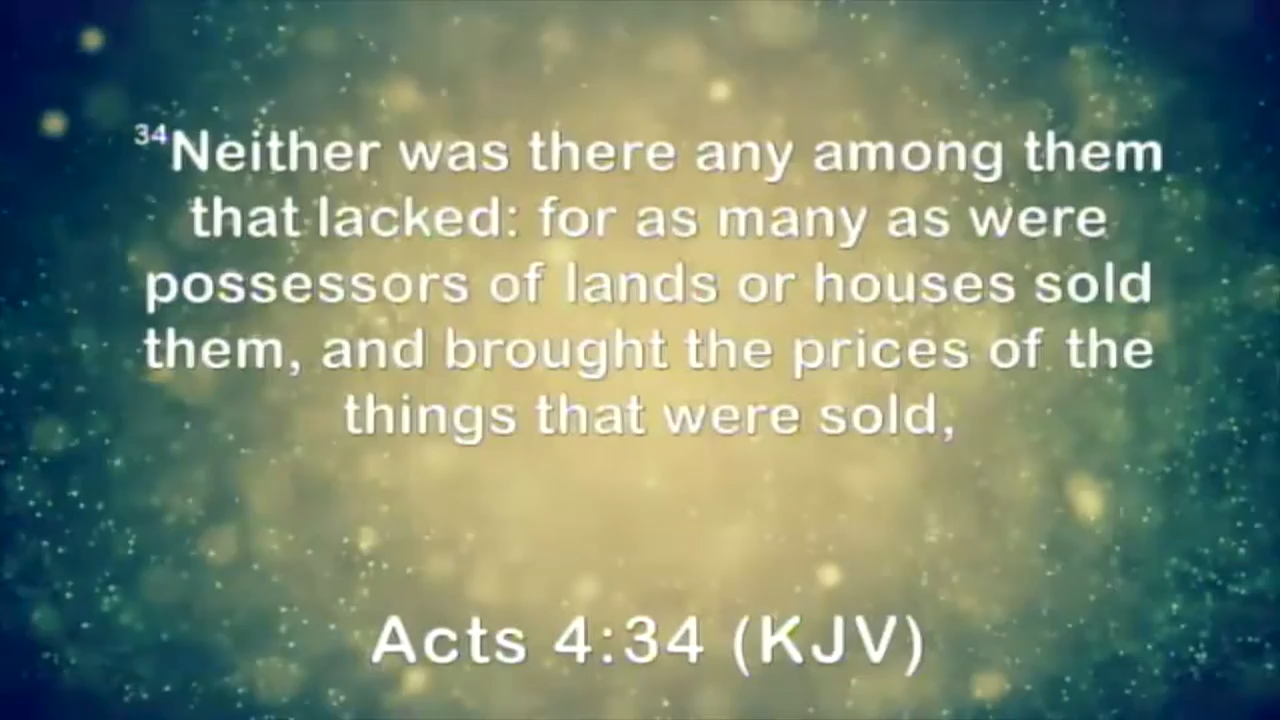 34Neither was there any among them
that lacked: for as many as were
possessors of lands or houses sold
them, and brought the prices of the
things that were sold,
Acts 4:34 (KJV)